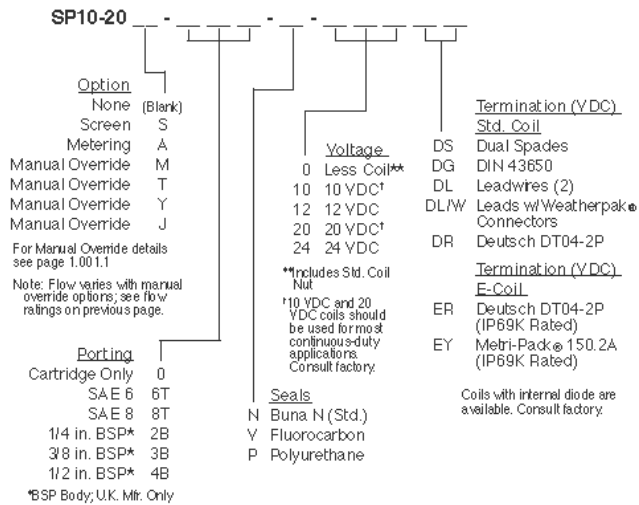 SP10-20 _ _ - _ _ _ - _ - _ _ _ _ _
Option
None (Blank)
Screen S
Metering A
Manual Override M
Manual Override T
Manual Override Y
Manual Override J
For Manual Override details
see page 1.001.1
Note: Flow varies with manual
override options; see flow
ratings on previous page.
Porting
Cartridge Only 0
SAE 6 6T
SAE 8 8T
1/4 in. BSP* 2B
3/8 in. BSP* 3B
1/2 in. BSP* 4B
*BSP Body; U.K. Mfr. Only
Seals
N Buna N (Std.)
V Fluorocarbon
P Polyurethane
Voltage
0 Less Coil**
10 10 VDC†
12 12 VDC
20 20 VDC†
24 24 VDC
**Includes Std. Coil
Nut
†10 VDC and 20
VDC coils should
be used for most
continuous-duty
applications.
Consult factory.
Termination (VDC)
Std. Coil
DS Dual Spades
DG DIN 43650
DL Leadwires (2)
DL/W Leads w/Weatherpak®
Connectors
DR Deutsch DT04-2P
Termination (VDC)
E-Coil
ER Deutsch DT04-2P
(IP69K Rated)
EY Metri-Pack® 150.2A
(IP69K Rated)
Coils with internal diode are
available. Consult factory.